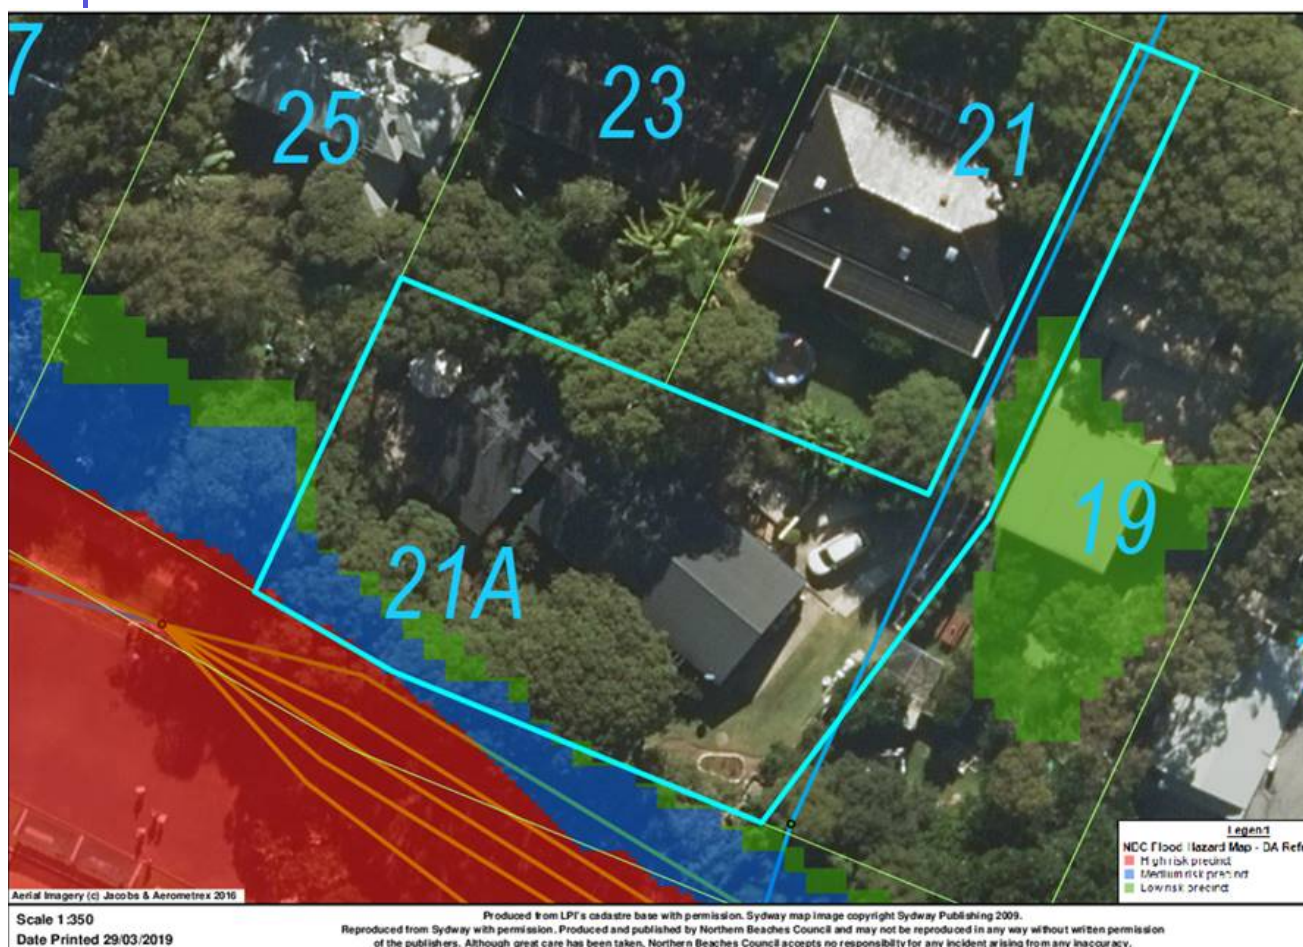 7
25
23
21
19
21A
Legend
NBC Flood Hazard Map - DA Refe
High risk precinct
Medium risk precinct
Low risk precinct
Aerial Imagery (c) Jacobs & Aerometrex 2016
Scale 1:350
Date Printed 29/03/2019
Produced from LPI's cadastre base with permission. Sydway map image copyright Sydway Publishing 2009.
Reproduced from Sydway with permission. Produced and published by Northern Beaches Council and may not be reproduced in any way without written permission
of the publishers. Although great care has been taken, Northern Beaches Council accepts no responsibility for any incident arising from any inaccuracy.